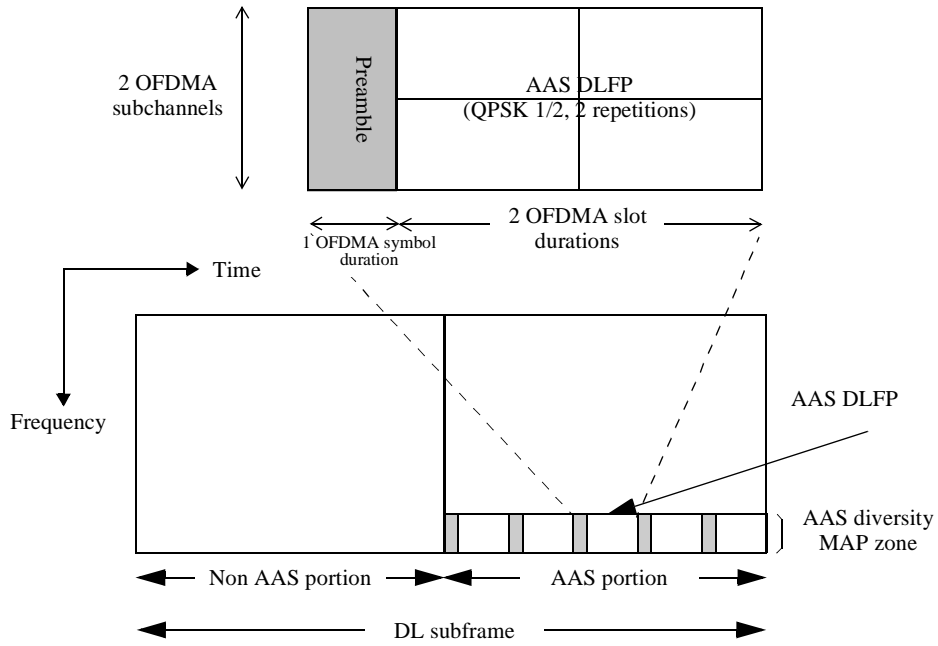 Preamble
2 OFDMA
subchannels
AAS DLFP
(QPSK 1/2, 2 repetitions)
2 OFDMA slot
durations
1 OFDMA symbol
duration
Time
Frequency
AAS DLFP
AAS diversity
MAP zone
Non AAS portion
AAS portion
DL subframe